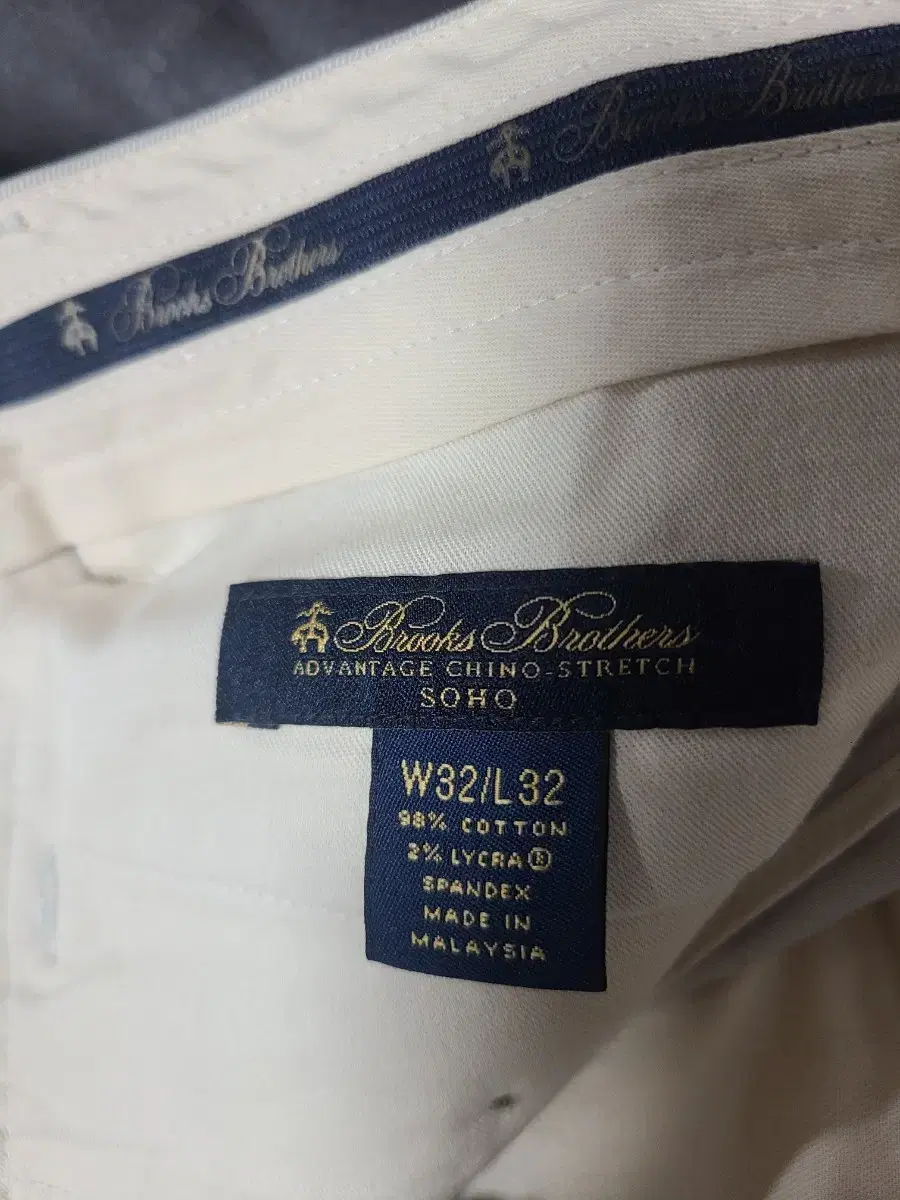 Brooks Brothers
Brooks Brothers
Brooks Brothers
ADVANTAGE CHINO-STRETCH
SOHO
W32/L32
98% COTTON
2% LYCRA®
SPANDEX
MADE IN
MALAYSIA